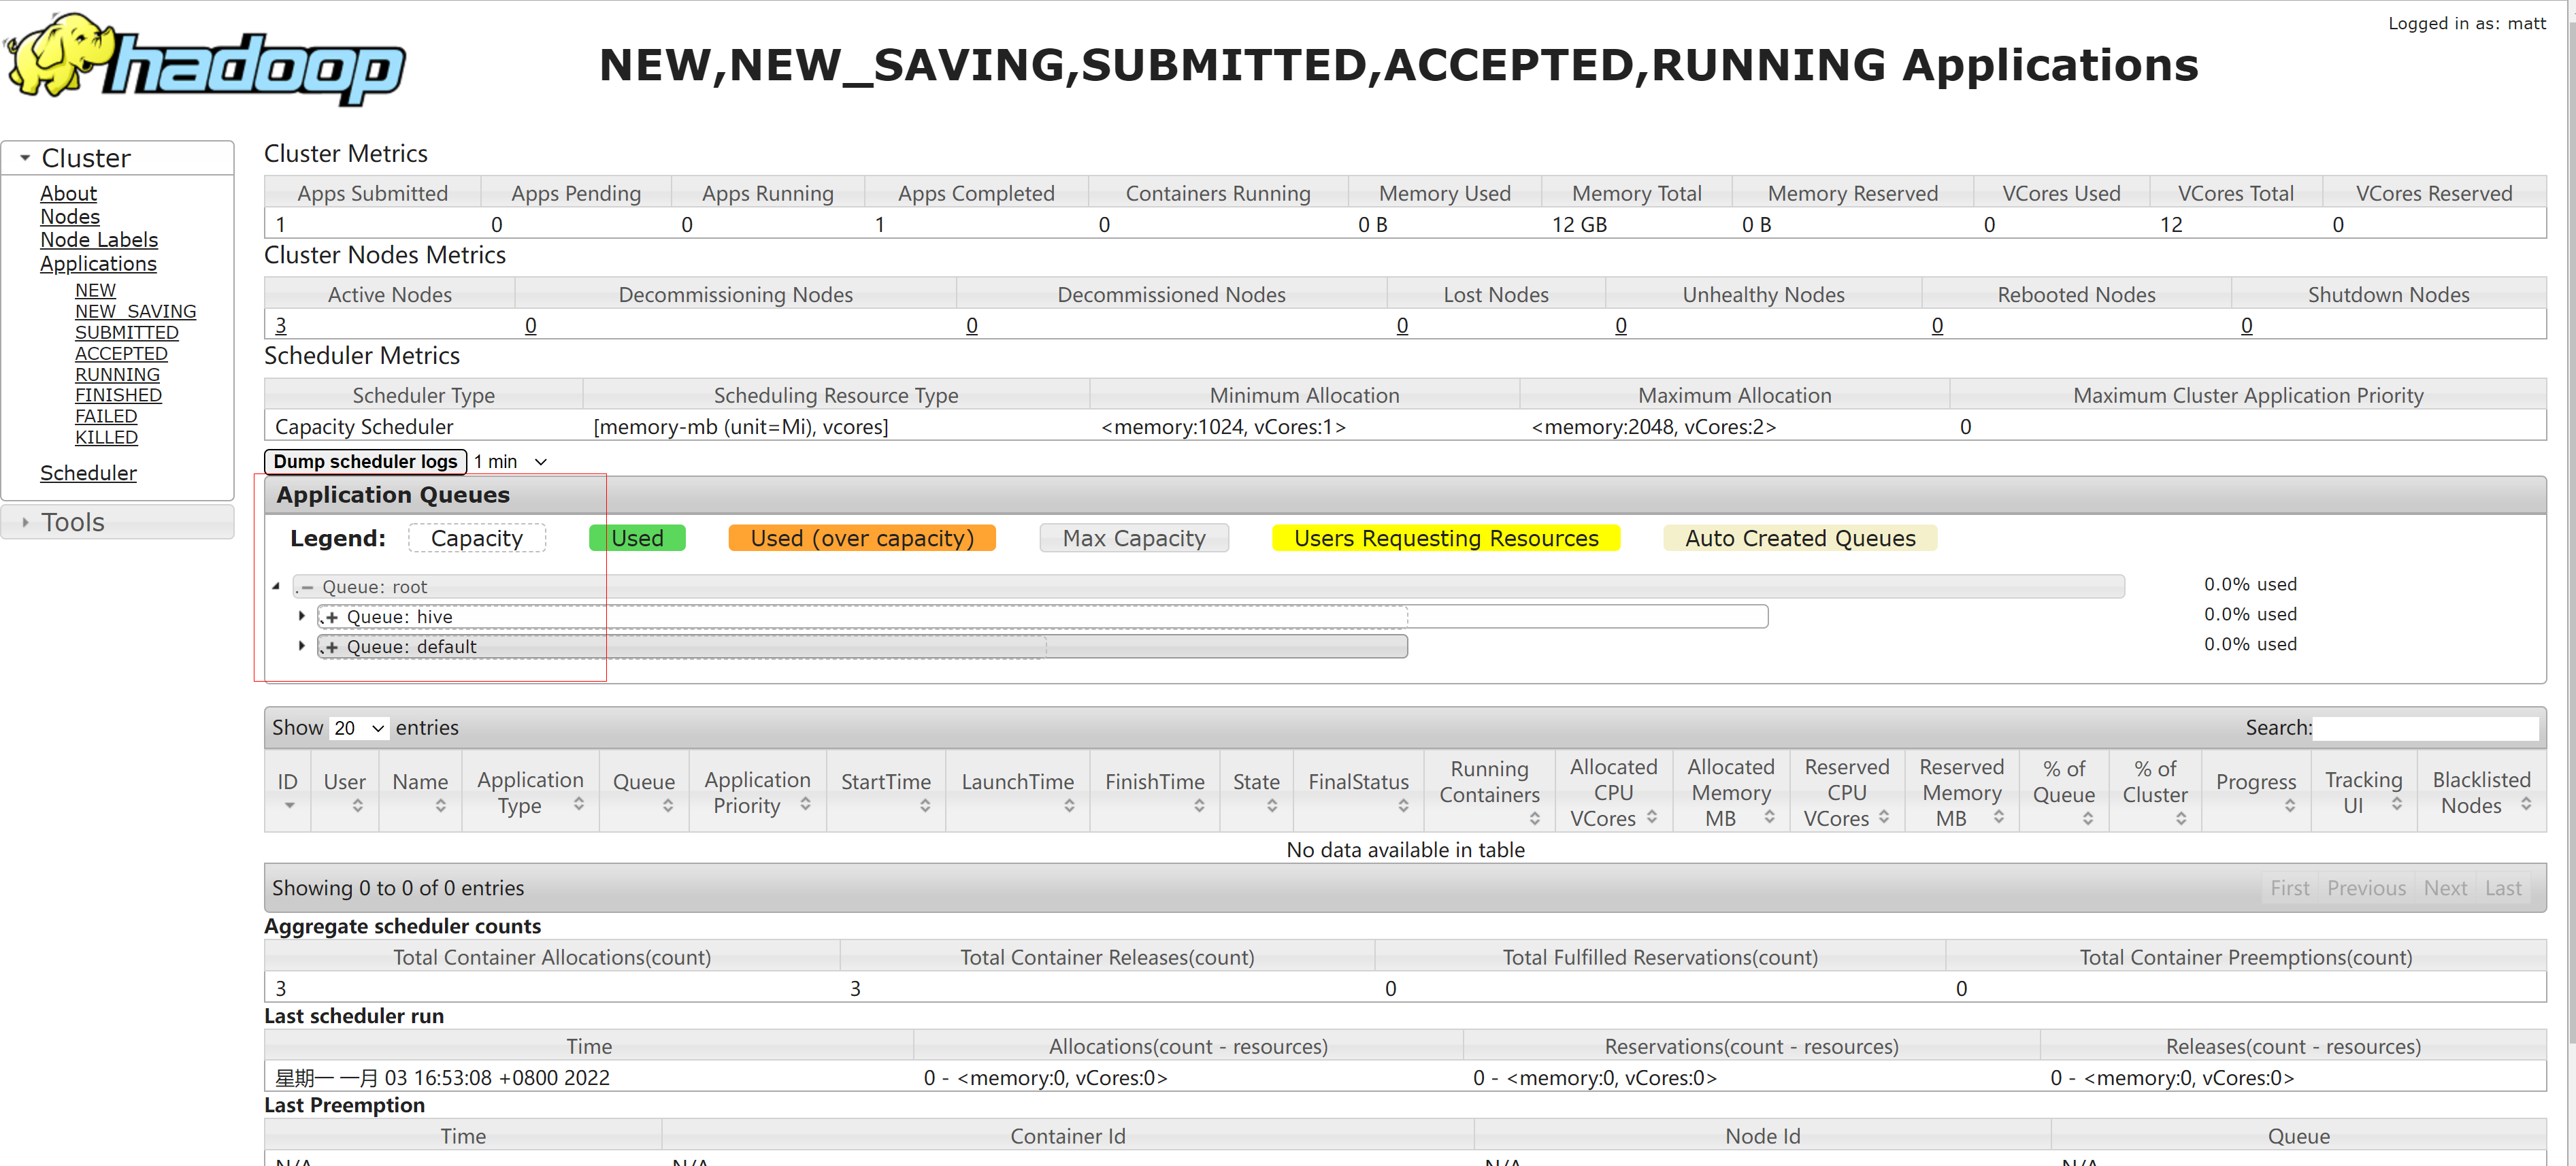 Logged in as: matt
hadoop
NEW,NEW_SAVING,SUBMITTED,ACCEPTED,RUNNING Applications
Cluster
About
Nodes
Node Labels
Applications
NEW
NEW_SAVING
SUBMITTED
ACCEPTED
RUNNING
FINISHED
FAILED
KILLED
Scheduler
Tools
Cluster Metrics
Apps Submitted Apps Pending Apps Running Apps Completed Containers Running Memory Used Memory Total Memory Reserved VCores Used VCores Total VCores Reserved
1 0 0 1 0 0 B 12 GB 0 B 0 12 0
Cluster Nodes Metrics
Active Nodes Decommissioning Nodes Decommissioned Nodes Lost Nodes Unhealthy Nodes Rebooted Nodes Shutdown Nodes
3 0 0 0 0 0 0
Scheduler Metrics
Scheduler Type Scheduling Resource Type Minimum Allocation Maximum Allocation Maximum Cluster Application Priority
Capacity Scheduler [memory-mb (unit=Mi), vcores] <memory:1024, vCores:1> <memory:2048, vCores:2> 0
Dump scheduler logs 1 min
Application Queues
Legend: Capacity Used Used (over capacity) Max Capacity Users Requesting Resources Auto Created Queues
Queue: root 0.0% used
Queue: hive 0.0% used
Queue: default 0.0% used
Show 20 entries Search:
ID User Name Application Type Queue Application Priority StartTime LaunchTime FinishTime State FinalStatus Running Containers Allocated CPU VCores Allocated Memory MB Reserved CPU VCores Reserved Memory MB % of Queue % of Cluster Progress Tracking UI Blacklisted Nodes
No data available in table
Showing 0 to 0 of 0 entries First Previous Next Last
Aggregate scheduler counts
Total Container Allocations(count) Total Container Releases(count) Total Fulfilled Reservations(count) Total Container Preemptions(count)
3 3 0 0
Last scheduler run
Time Allocations(count - resources) Reservations(count - resources) Releases(count - resources)
星期一 一月 03 16:53:08 +0800 2022 0 - <memory:0, vCores:0> 0 - <memory:0, vCores:0> 0 - <memory:0, vCores:0>
Last Preemption
Time Container Id Node Id Queue
N/A N/A N/A N/A